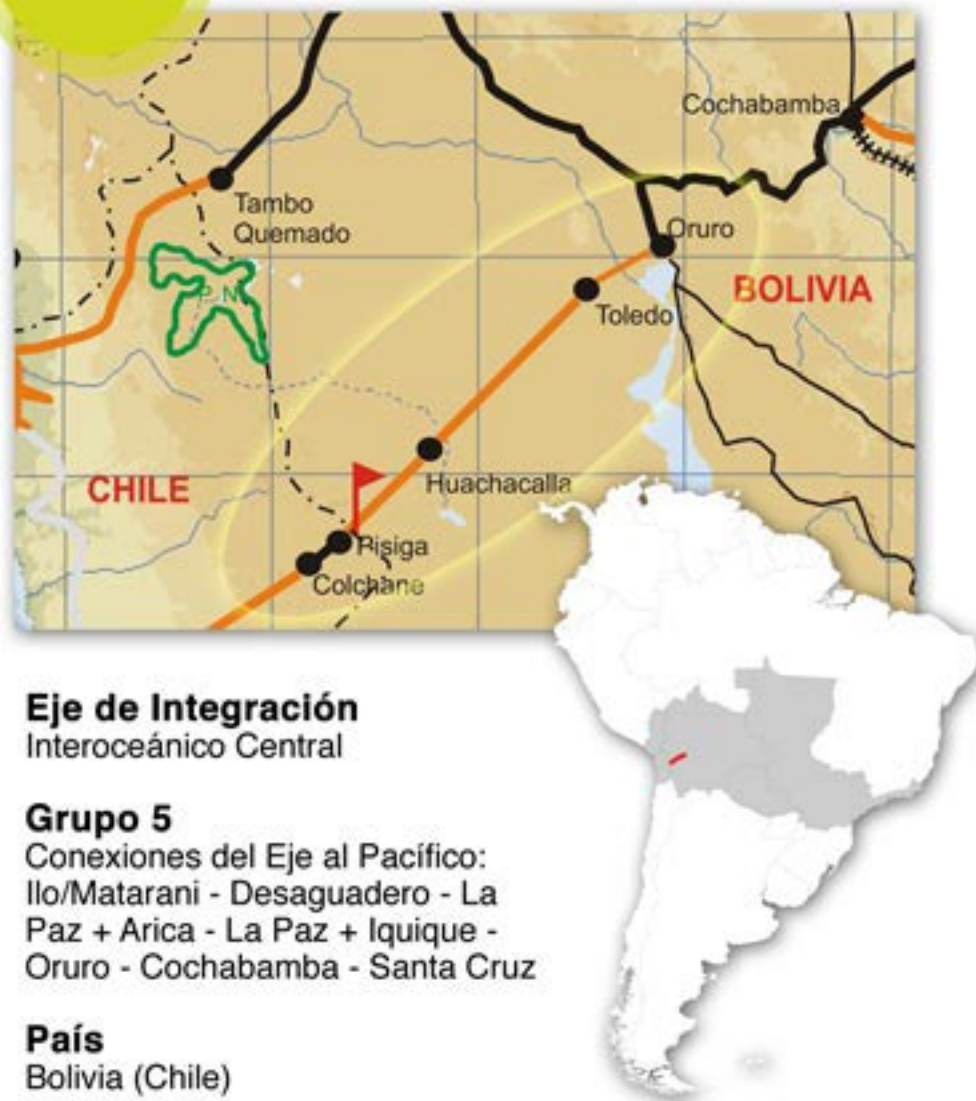 Cochabamba
Tambo
Quemado
Oruro
P.N.
BOLIVIA
Toledo
CHILE
Huachacalla
Pisiga
Colchane
Eje de Integración
Interoceánico Central
Grupo 5
Conexiones del Eje al Pacífico:
Ilo/Matarani - Desaguadero - La
Paz + Arica - La Paz + Iquique -
Oruro - Cochabamba - Santa Cruz
País
Bolivia (Chile)